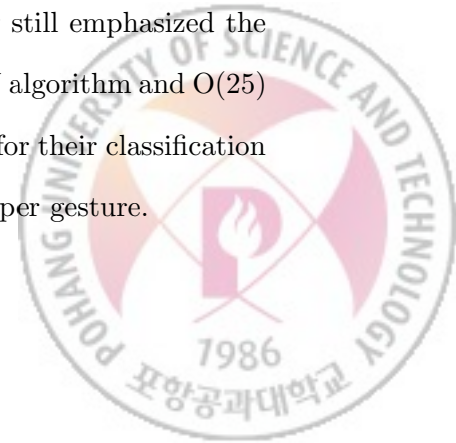 still emphasized the
algorithm and O(25)
for their classification
per gesture.
POHANG UNIVERSITY OF SCIENCE AND TECHNOLOGY
1986
포항공과대학교